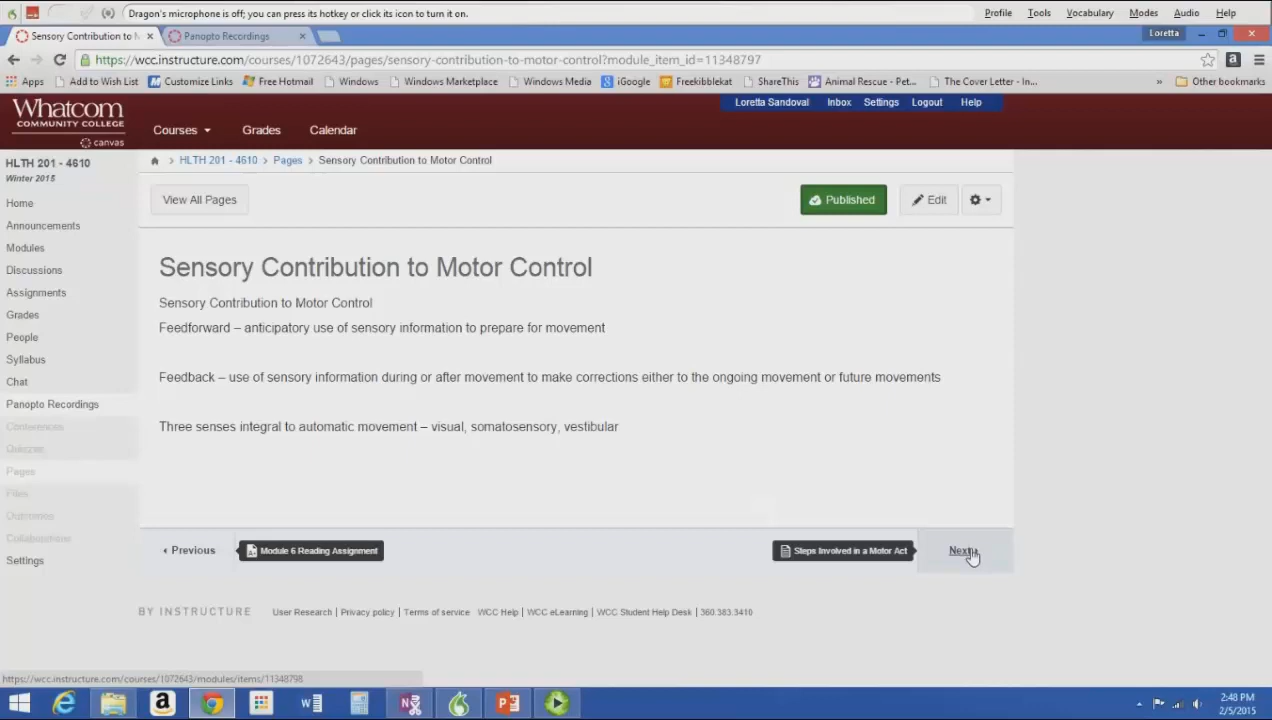 Dragon's microphone is off; you can press its hotkey or click its icon to turn it on.
Profile Tools Vocabulary Modes Audio Help
Sensory Contribution to M × Panopto Recordings × Loretta
https://wcc.instructure.com/courses/1072643/pages/sensory-contribution-to-motor-control?module_item_id=11348797
Apps Add to Wish List Customize Links Free Hotmail Windows Windows Marketplace Windows Media iGoogle Freekibblekat ShareThis Animal Rescue - Pet... The Cover Letter - In... » Other bookmarks
Whatcom
COMMUNITY COLLEGE
canvas
Loretta Sandoval Inbox Settings Logout Help
Courses Grades Calendar
HLTH 201 - 4610
Winter 2015
Home
Announcements
Modules
Discussions
Assignments
Grades
People
Syllabus
Chat
Panopto Recordings
Conferences
Quizzes
Pages
Files
Outcomes
Collaborations
Settings
HLTH 201 - 4610 > Pages > Sensory Contribution to Motor Control
View All Pages Published Edit
Sensory Contribution to Motor Control
Sensory Contribution to Motor Control
Feedforward – anticipatory use of sensory information to prepare for movement
Feedback – use of sensory information during or after movement to make corrections either to the ongoing movement or future movements
Three senses integral to automatic movement – visual, somatosensory, vestibular
Previous Module 6 Reading Assignment Steps Involved in a Motor Act Next
BY INSTRUCTURE User Research | Privacy policy | Terms of service WCC Help | WCC eLearning | WCC Student Help Desk | 360.383.3410
https://wcc.instructure.com/courses/1072643/modules/items/11348798
2:48 PM
2/5/2015